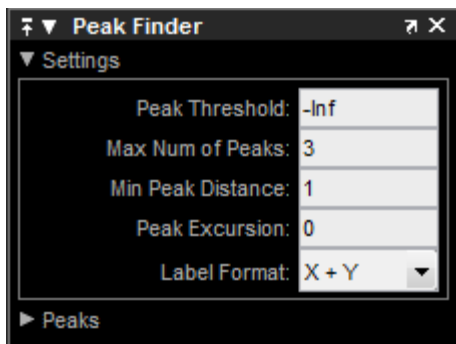 Peak Finder
Settings
Peak Threshold: -Inf
Max Num of Peaks: 3
Min Peak Distance: 1
Peak Excursion: 0
Label Format: X + Y
Peaks